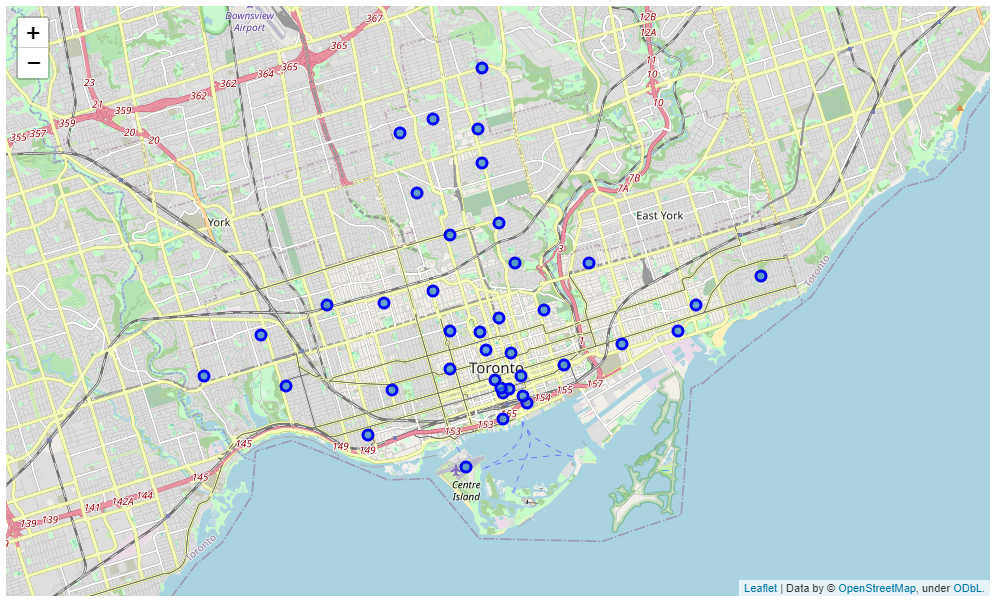 +
−
Downsview
Airport
367
365
365
364
362
362
23
21
359
359
20
20
355
357
12B
12A
11
10
10
7B
7A
3
York
East York
Toronto
1
Toronto
157
155
154
155
153
153
149
149
145
145
144
142A
141
139
139
9
Centre
Island
Toronto
Leaflet | Data by © OpenStreetMap, under ODbL.